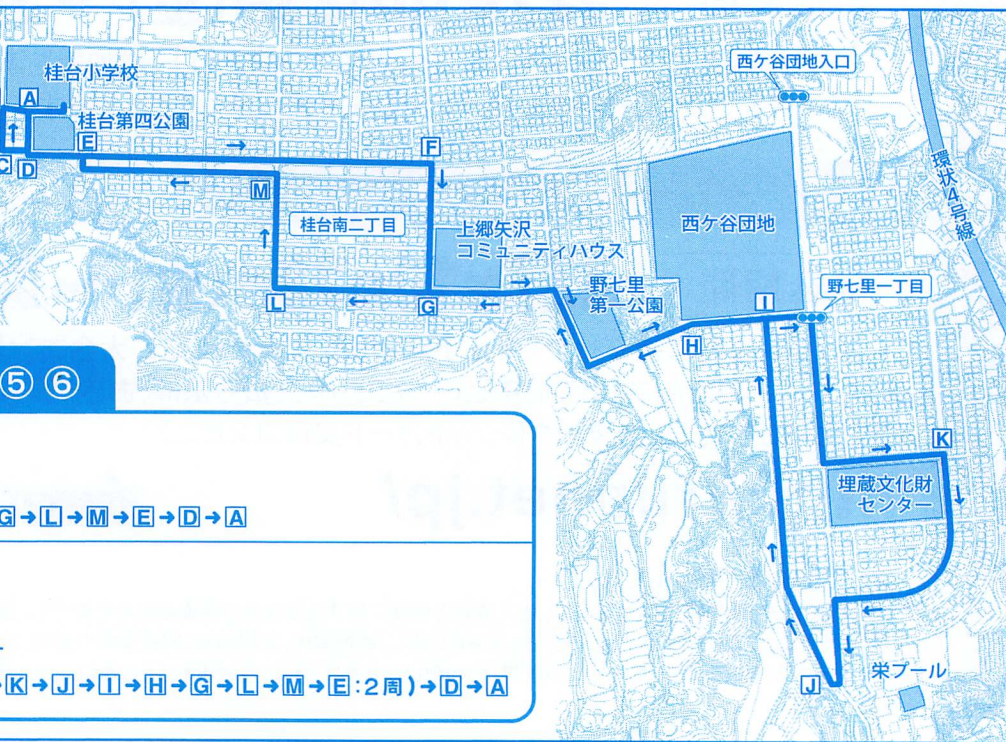 桂台小学校
A
桂台第四公園
C
D
E
F
M
桂台南二丁目
上郷矢沢
コミュニティハウス
L
G
野七里
第一公園
H
西ケ谷団地入口
西ケ谷団地
環状4号線
I
野七里一丁目
K
埋蔵文化財
センター
J
栄プール
⑤ ⑥
G→L→M→E→D→A
→K→J→I→H→G→L→M→E:2周)→D→A